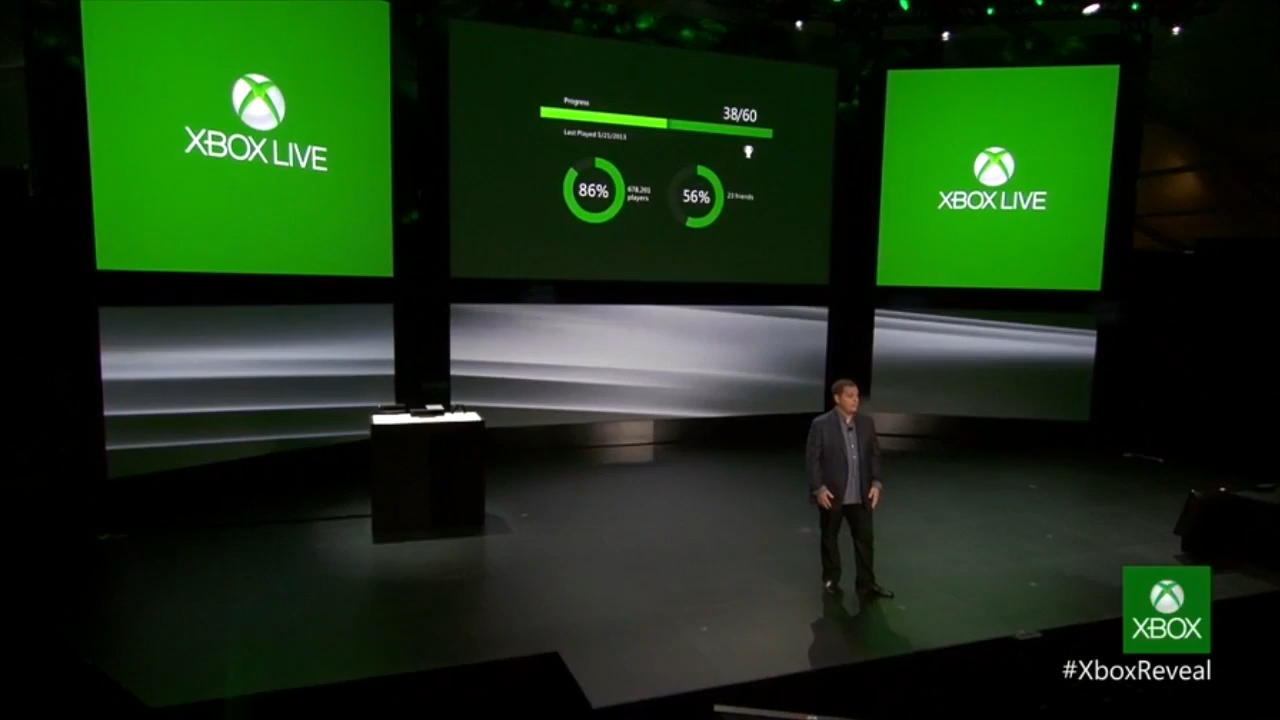 XBOX LIVE
Progress
38/60
Last Played 5/21/2013
86%
678,201
players
56%
23 friends
XBOX LIVE
XBOX
#XboxReveal